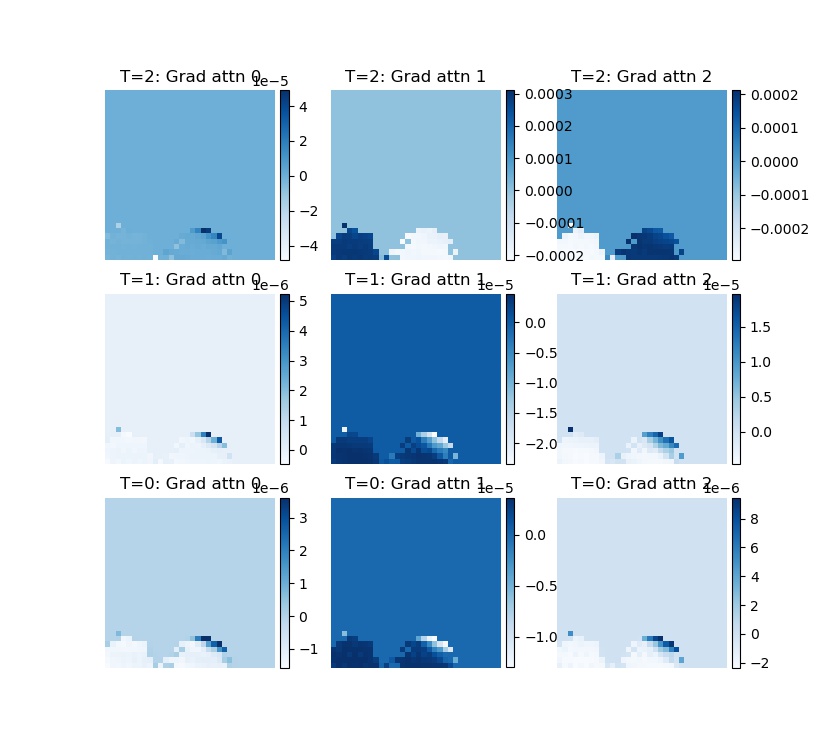 T=2: Grad attn 0
1e−5
4
2
0
−2
−4
T=2: Grad attn 1
0.0003
0.0002
0.0001
0.0000
−0.0001
−0.0002
T=2: Grad attn 2
0.0002
0.0001
0.0000
−0.0001
−0.0002
T=1: Grad attn 0
1e−6
5
4
3
2
1
0
T=1: Grad attn 1
1e−5
0.0
−0.5
−1.0
−1.5
−2.0
T=1: Grad attn 2
1e−5
1.5
1.0
0.5
0.0
T=0: Grad attn 0
1e−6
3
2
1
0
−1
T=0: Grad attn 1
1e−5
0.0
−0.5
−1.0
T=0: Grad attn 2
1e−6
8
6
4
2
0
−2